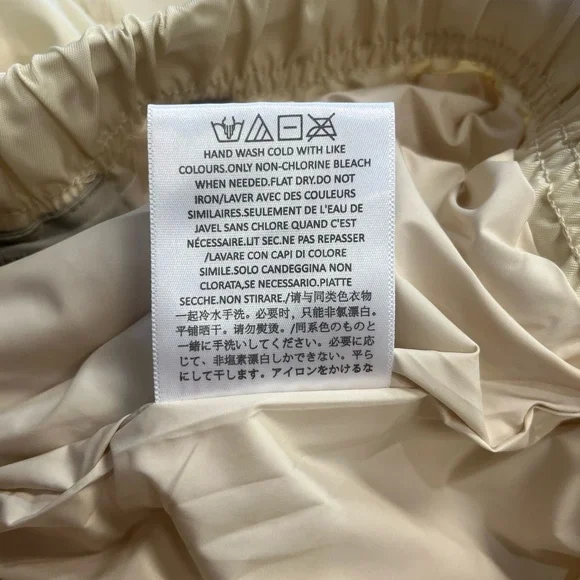 HAND WASH COLD WITH LIKE
COLOURS.ONLY NON-CHLORINE BLEACH
WHEN NEEDED.FLAT DRY.DO NOT
IRON/LAVER AVEC DES COULEURS
SIMILAIRES.SEULEMENT DE L'EAU DE
JAVEL SANS CHLORE QUAND C'EST
NÉCESSAIRE.LIT SEC.NE PAS REPASSER
/LAVARE CON CAPI DI COLORE
SIMILE.SOLO CANDEGGINA NON
CLORATA,SE NECESSARIO.PIATTE
SECCHE.NON STIRARE./请与同类色衣物
一起冷水手洗。必要时，只能非氯漂白。
平铺晒干。请勿熨烫。/同系色のものと
一緒に手洗いしてください。必要に応
じて、非塩素漂白しかできない。平ら
にして干します。アイロンをかけるな